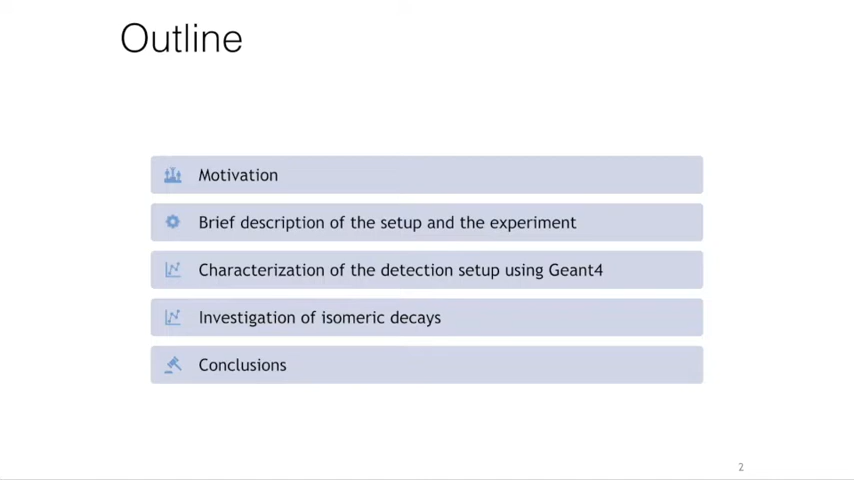 Outline
Motivation
Brief description of the setup and the experiment
Characterization of the detection setup using Geant4
Investigation of isomeric decays
Conclusions
2